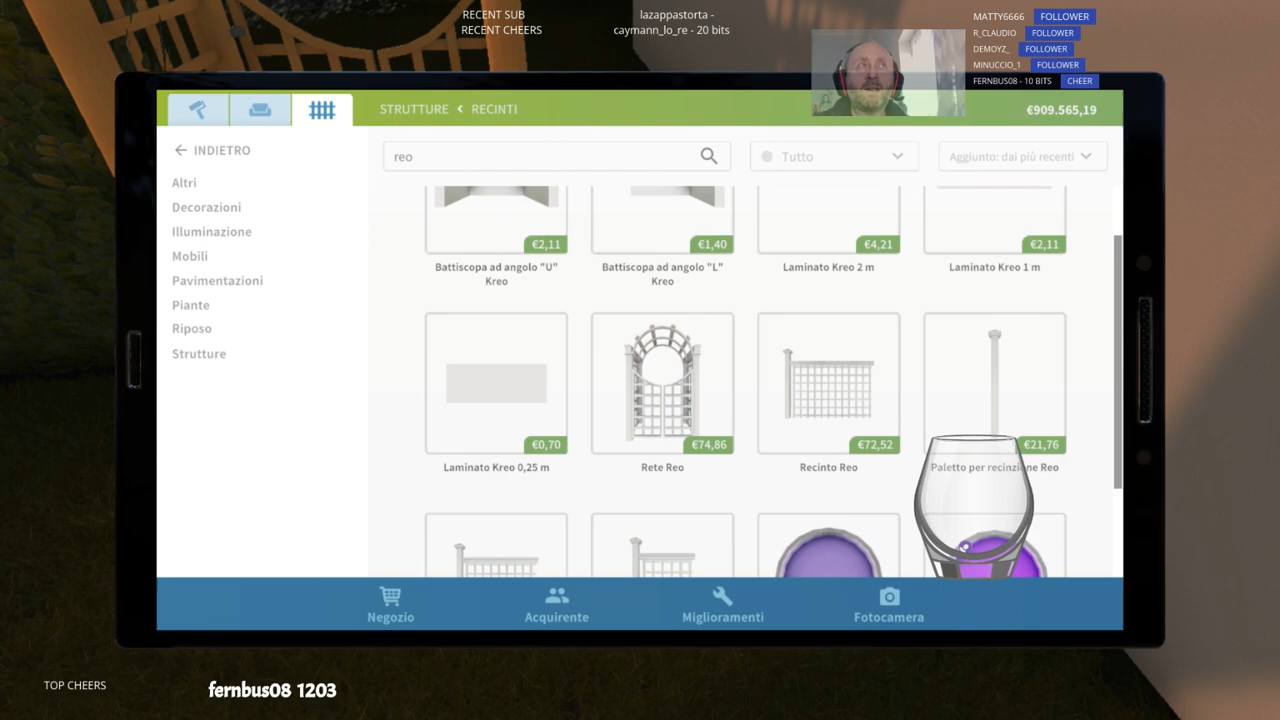 RECENT SUB
lazappastorta -
RECENT CHEERS
caymann_lo_re - 20 bits
MATTY6666 FOLLOWER
R_CLAUDIO FOLLOWER
DEMOYZ_ FOLLOWER
MINUCCIO_1 FOLLOWER
FERNBUS08 - 10 BITS CHEER
STRUTTURE < RECINTI
€909.565,19
INDIETRO
Altri
Decorazioni
Illuminazione
Mobili
Pavimentazioni
Piante
Riposo
Strutture
reo
Tutto
Aggiunto: dai più recenti
€2,11
€1,40
€4,21
€2,11
Battiscopa ad angolo "U"
Kreo
Battiscopa ad angolo "L"
Kreo
Laminato Kreo 2 m
Laminato Kreo 1 m
€0,70
€74,86
€72,52
€21,76
Laminato Kreo 0,25 m
Rete Reo
Recinto Reo
Paletto per recinzione Reo
Negozio
Acquirente
Miglioramenti
Fotocamera
TOP CHEERS
fernbus08 1203